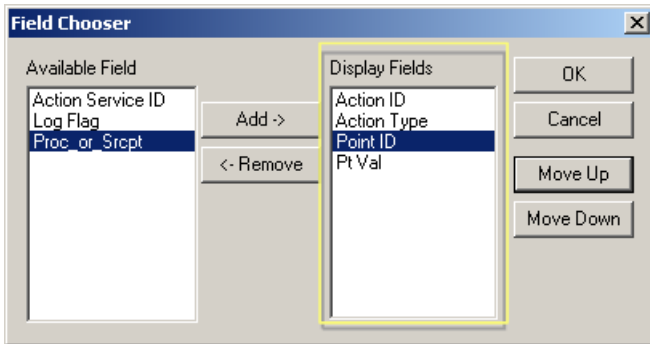 Field Chooser
Available Field
Action Service ID
Log Flag
Proc_or_Srcpt
Add ->
<- Remove
Display Fields
Action ID
Action Type
Point ID
Pt Val
OK
Cancel
Move Up
Move Down